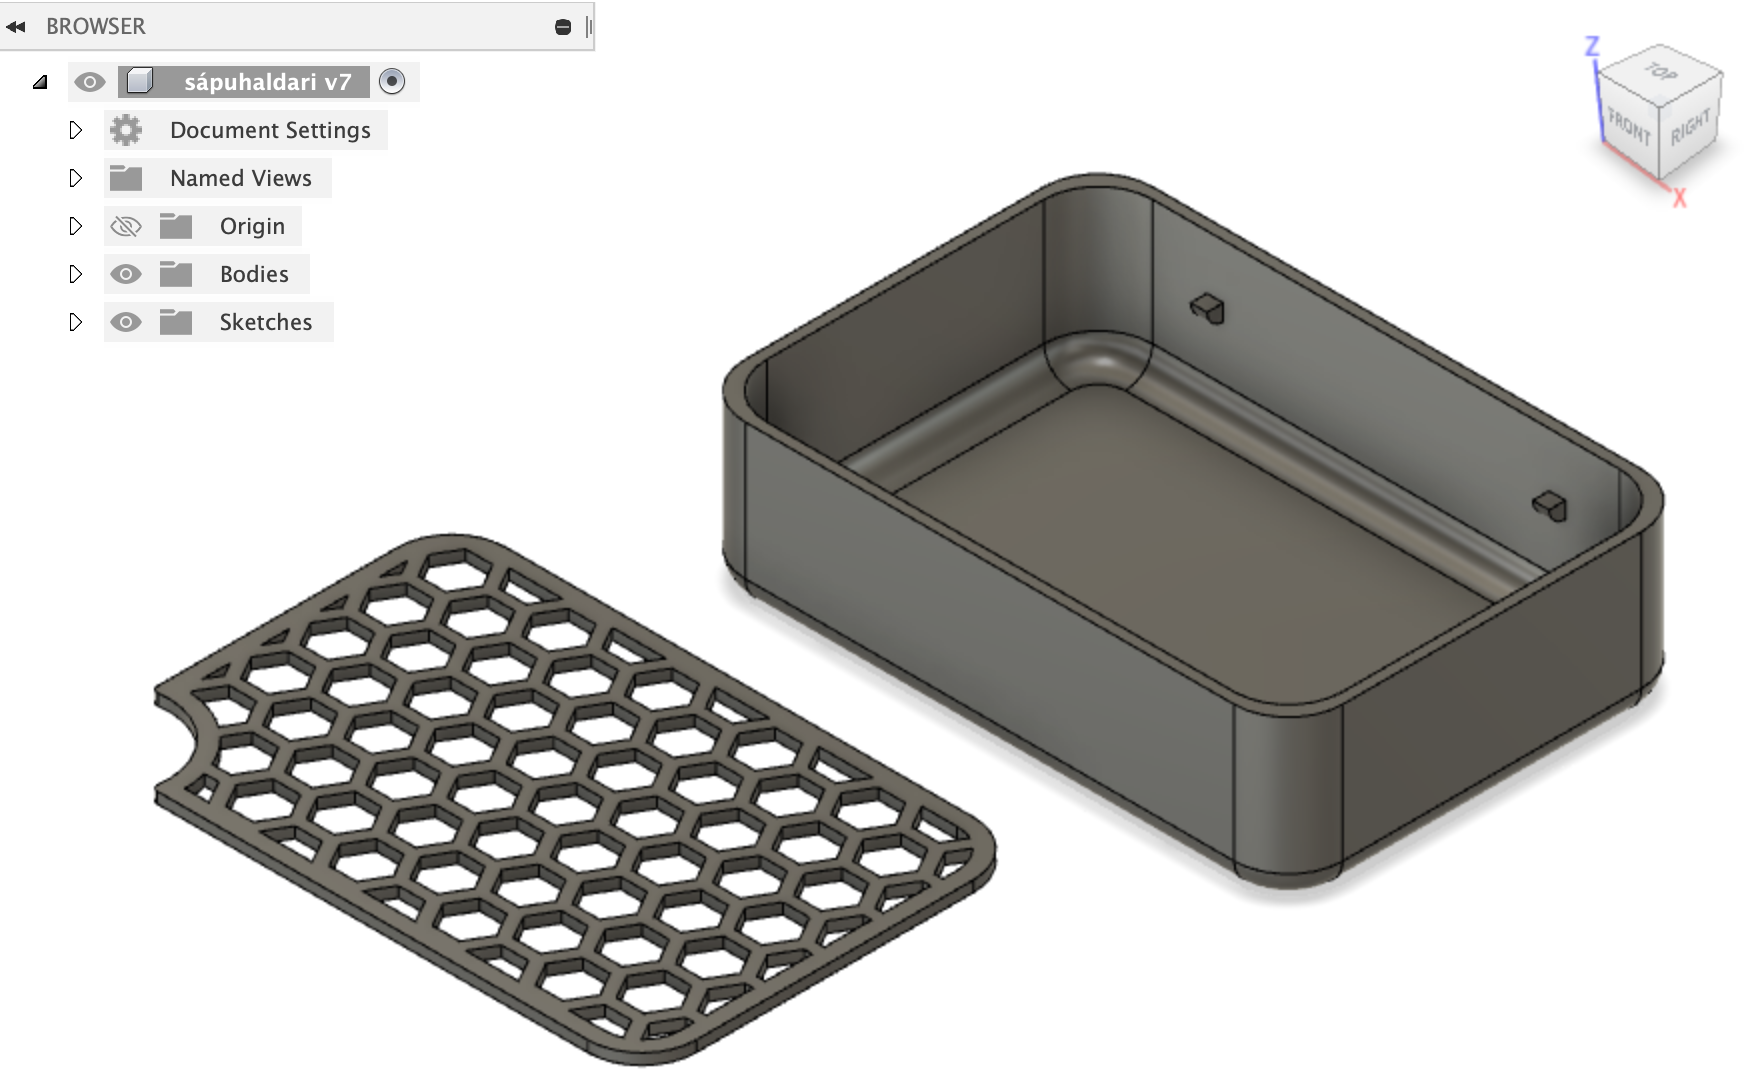 BROWSER
sápuhaldari v7
Document Settings
Named Views
Origin
Bodies
Sketches
Z
TOP
FRONT
RIGHT
X